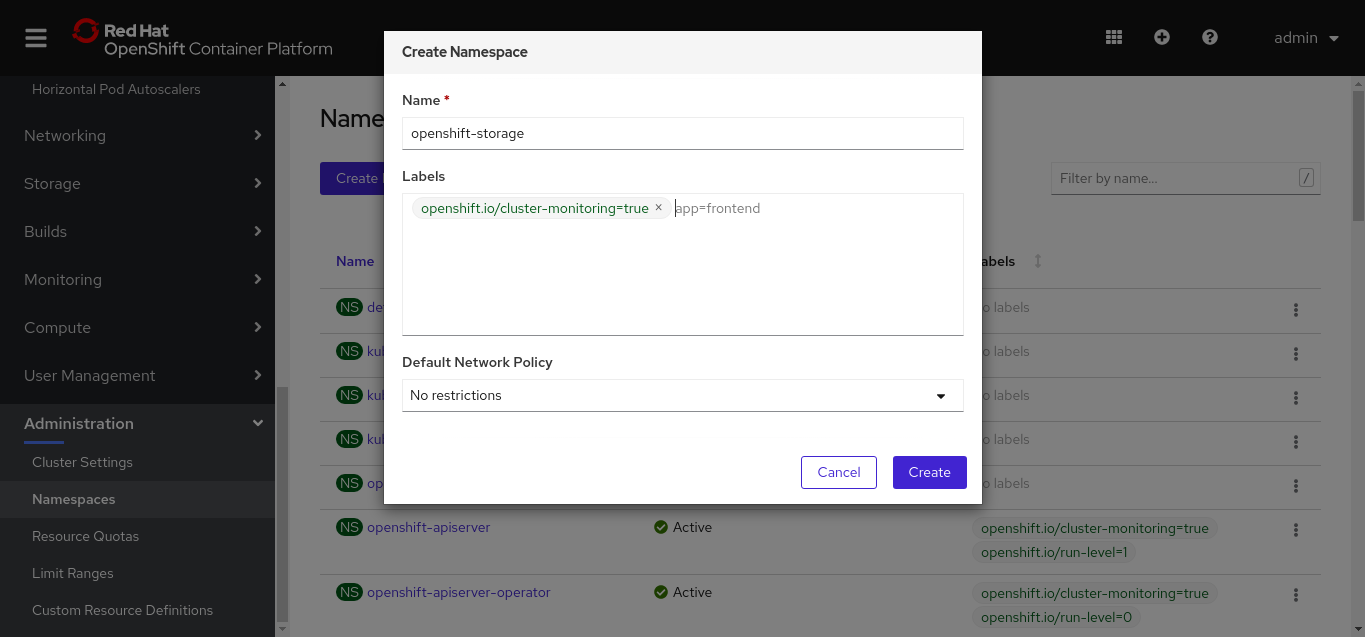 Red Hat
OpenShift Container Platform
admin
Horizontal Pod Autoscalers
Networking
Storage
Builds
Monitoring
Compute
User Management
Administration
Cluster Settings
Namespaces
Resource Quotas
Limit Ranges
Custom Resource Definitions
Name
Create
Filter by name...
/
Create Namespace
Name *
openshift-storage
Labels
openshift.io/cluster-monitoring=true × app=frontend
Default Network Policy
No restrictions
Cancel
Create
Name
abels
NS de
o labels
NS kul
o labels
NS kul
o labels
NS kul
o labels
NS op
o labels
NS openshift-apiserver
Active
openshift.io/cluster-monitoring=true
openshift.io/run-level=1
NS openshift-apiserver-operator
Active
openshift.io/cluster-monitoring=true
openshift.io/run-level=0